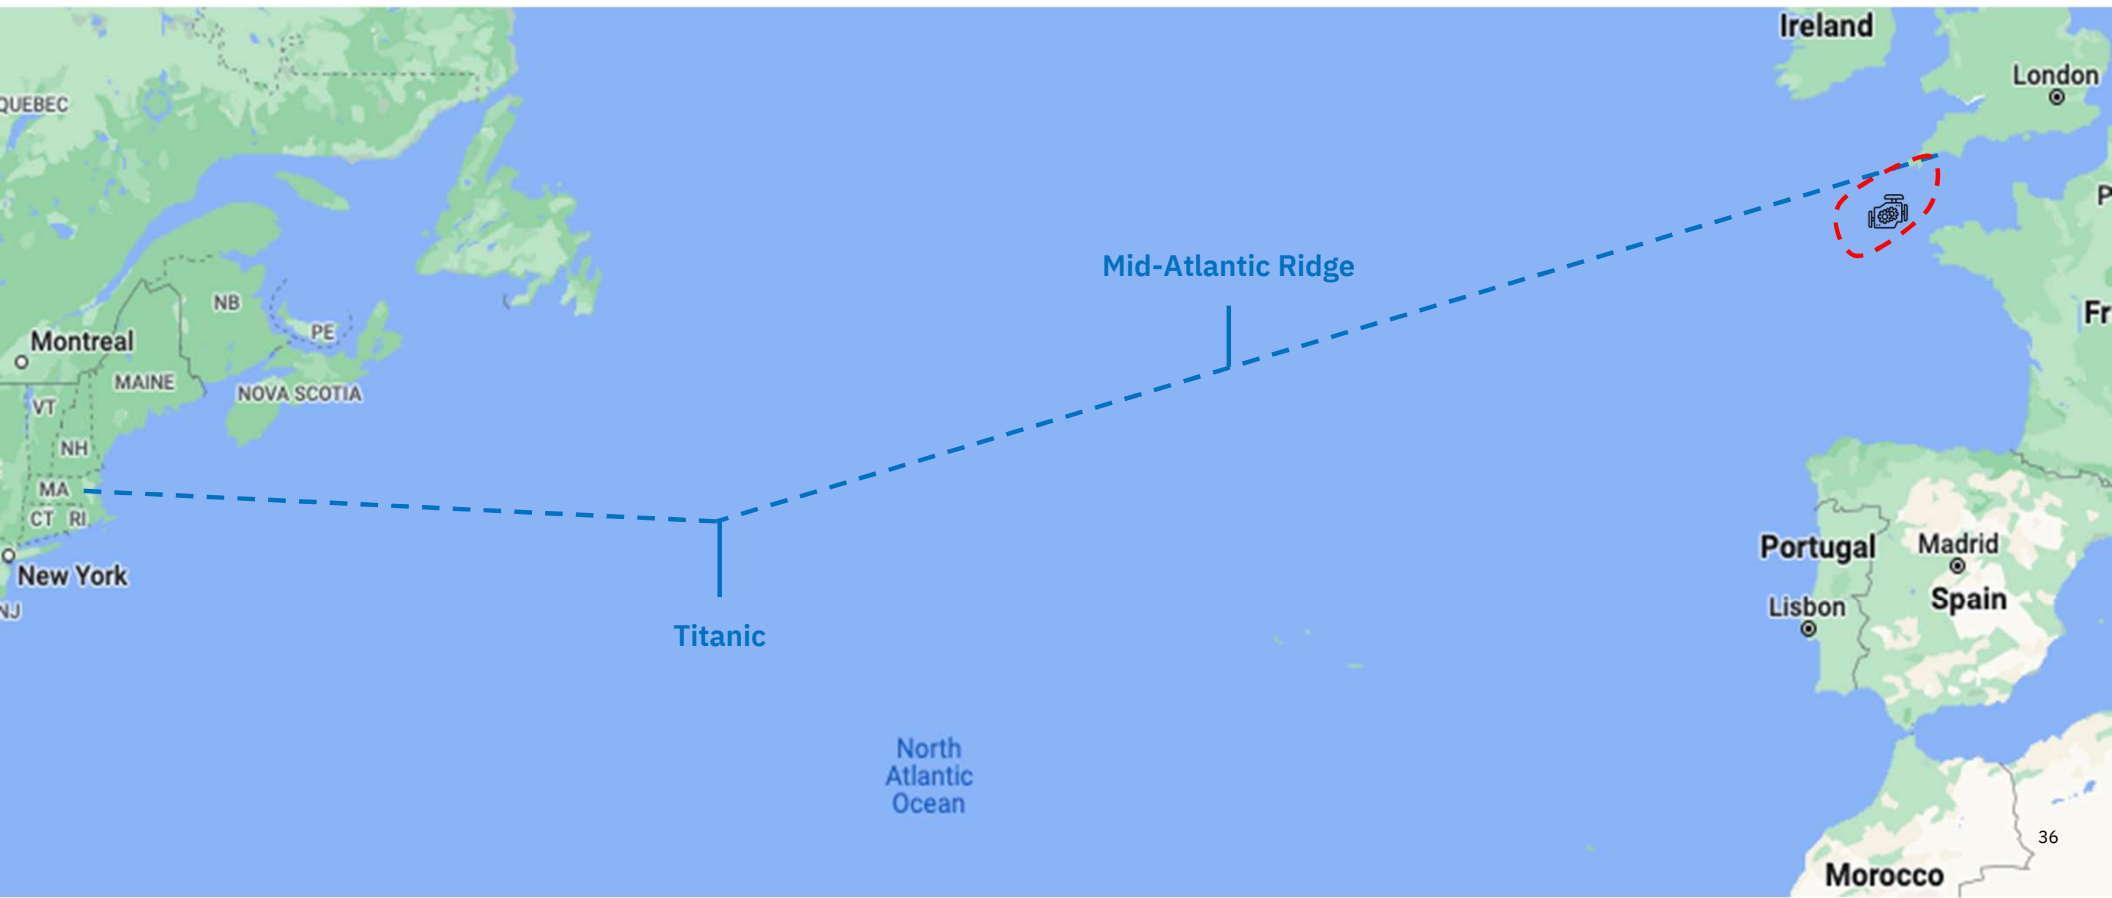 Ireland
London
QUEBEC
P
Mid-Atlantic Ridge
NB
Fr
PE
Montreal
MAINE
NOVA SCOTIA
VT
NH
MA
CT RI
Portugal
Madrid
New York
Spain
NJ
Lisbon
Titanic
North
Atlantic
Ocean
36
Morocco